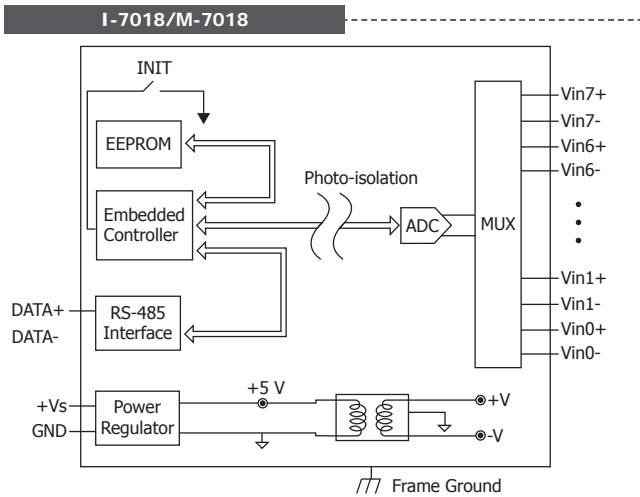 I-7018/M-7018
INIT
EEPROM
Embedded
Controller
Photo-isolation
ADC
MUX
Vin7+
Vin7-
Vin6+
Vin6-
Vin1+
Vin1-
Vin0+
Vin0-
DATA+
DATA-
RS-485
Interface
+Vs
GND
Power
Regulator
+5 V
+V
-V
Frame Ground